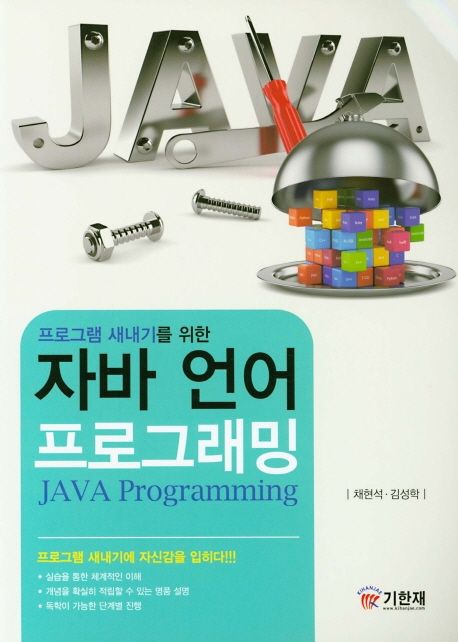 JAVA
프로그램 새내기를 위한
자바 언어
프로그래밍
JAVA Programming
| 채현석 · 김성학 |
프로그램 새내기에 자신감을 입히다!!!
• 실습을 통한 체계적인 이해
• 개념을 확실히 적립할 수 있는 명품 설명
• 독학이 가능한 단계별 진행
KIHANJAE
기한재
www.kihanjae.com